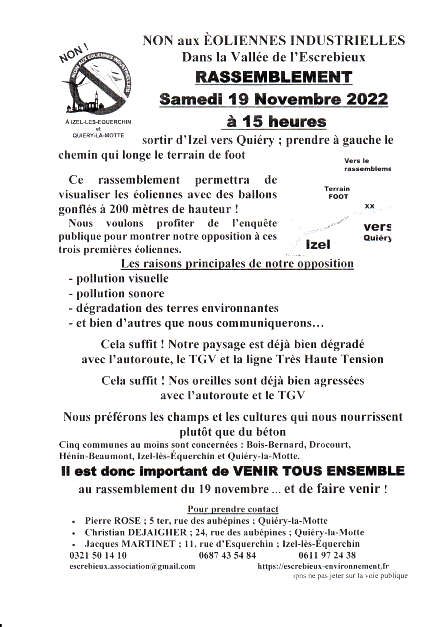 NON aux ÈOLIENNES INDUSTRIELLES
Dans la Vallée de l'Escrebieux
RASSEMBLEMENT
Samedi 19 Novembre 2022
à 15 heures
NON !
NON AUX EOLIENNES INDUSTRIELLES
A IZEL-LES-EQUERCHIN
et
QUIERY-LA-MOTTE
sortir d'Izel vers Quiéry ; prendre à gauche le
chemin qui longe le terrain de foot
Vers le
rassemblement
Terrain
FOOT
xx
vers
Quiéry
Izel
Ce rassemblement permettra de
visualiser les éoliennes avec des ballons
gonflés à 200 mètres de hauteur !
Nous voulons profiter de l'enquête
publique pour montrer notre opposition à ces
trois premières éoliennes.
Les raisons principales de notre opposition
- pollution visuelle
- pollution sonore
- dégradation des terres environnantes
- et bien d'autres que nous communiquerons…
Cela suffit ! Notre paysage est déjà bien dégradé
avec l'autoroute, le TGV et la ligne Très Haute Tension
Cela suffit ! Nos oreilles sont déjà bien agressées
avec l'autoroute et le TGV
Nous préférons les champs et les cultures qui nous nourrissent
plutôt que du béton
Cinq communes au moins sont concernées : Bois-Bernard, Drocourt,
Hénin-Beaumont, Izel-lès-Équerchin et Quiéry-la-Motte.
Il est donc important de VENIR TOUS ENSEMBLE
au rassemblement du 19 novembre ... et de faire venir !
Pour prendre contact
• Pierre ROSE ; 5 ter, rue des aubépines ; Quiéry-la-Motte
• Christian DEJAIGHER ; 24, rue des aubépines ; Quiéry-la-Motte
• Jacques MARTINET ; 11, rue d'Esquerchin ; Izel-lès-Équerchin
0321 50 14 10 0687 43 54 84 0611 97 24 38
escrebieux.association@gmail.com https://escrebieux-environnement.fr
ipns ne pas jeter sur la voie publique